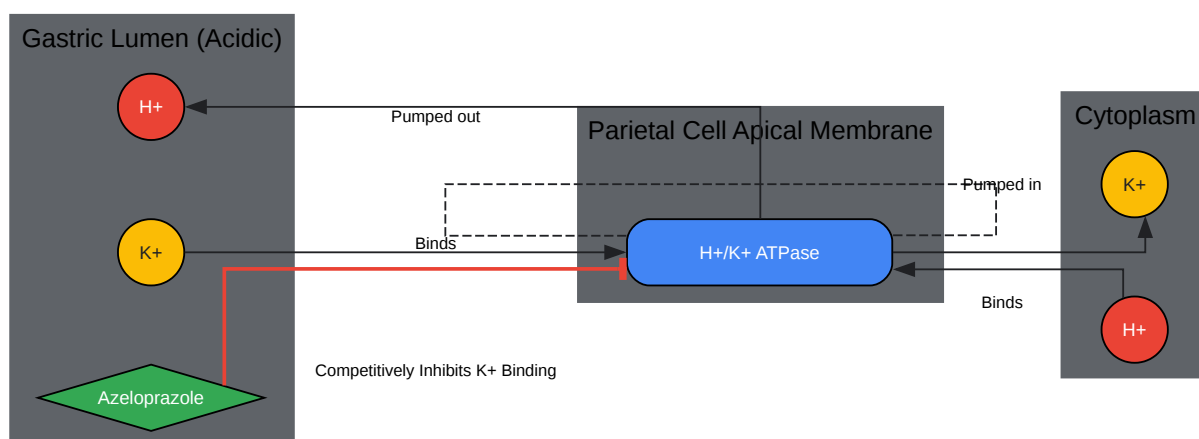 Gastric Lumen (Acidic)
H+
Pumped out
Parietal Cell Apical Membrane
Cytoplasm
K+
Pumped in
K+
Binds
H+/K+ ATPase
Binds
H+
Competitively Inhibits K+ Binding
Azeloprazole